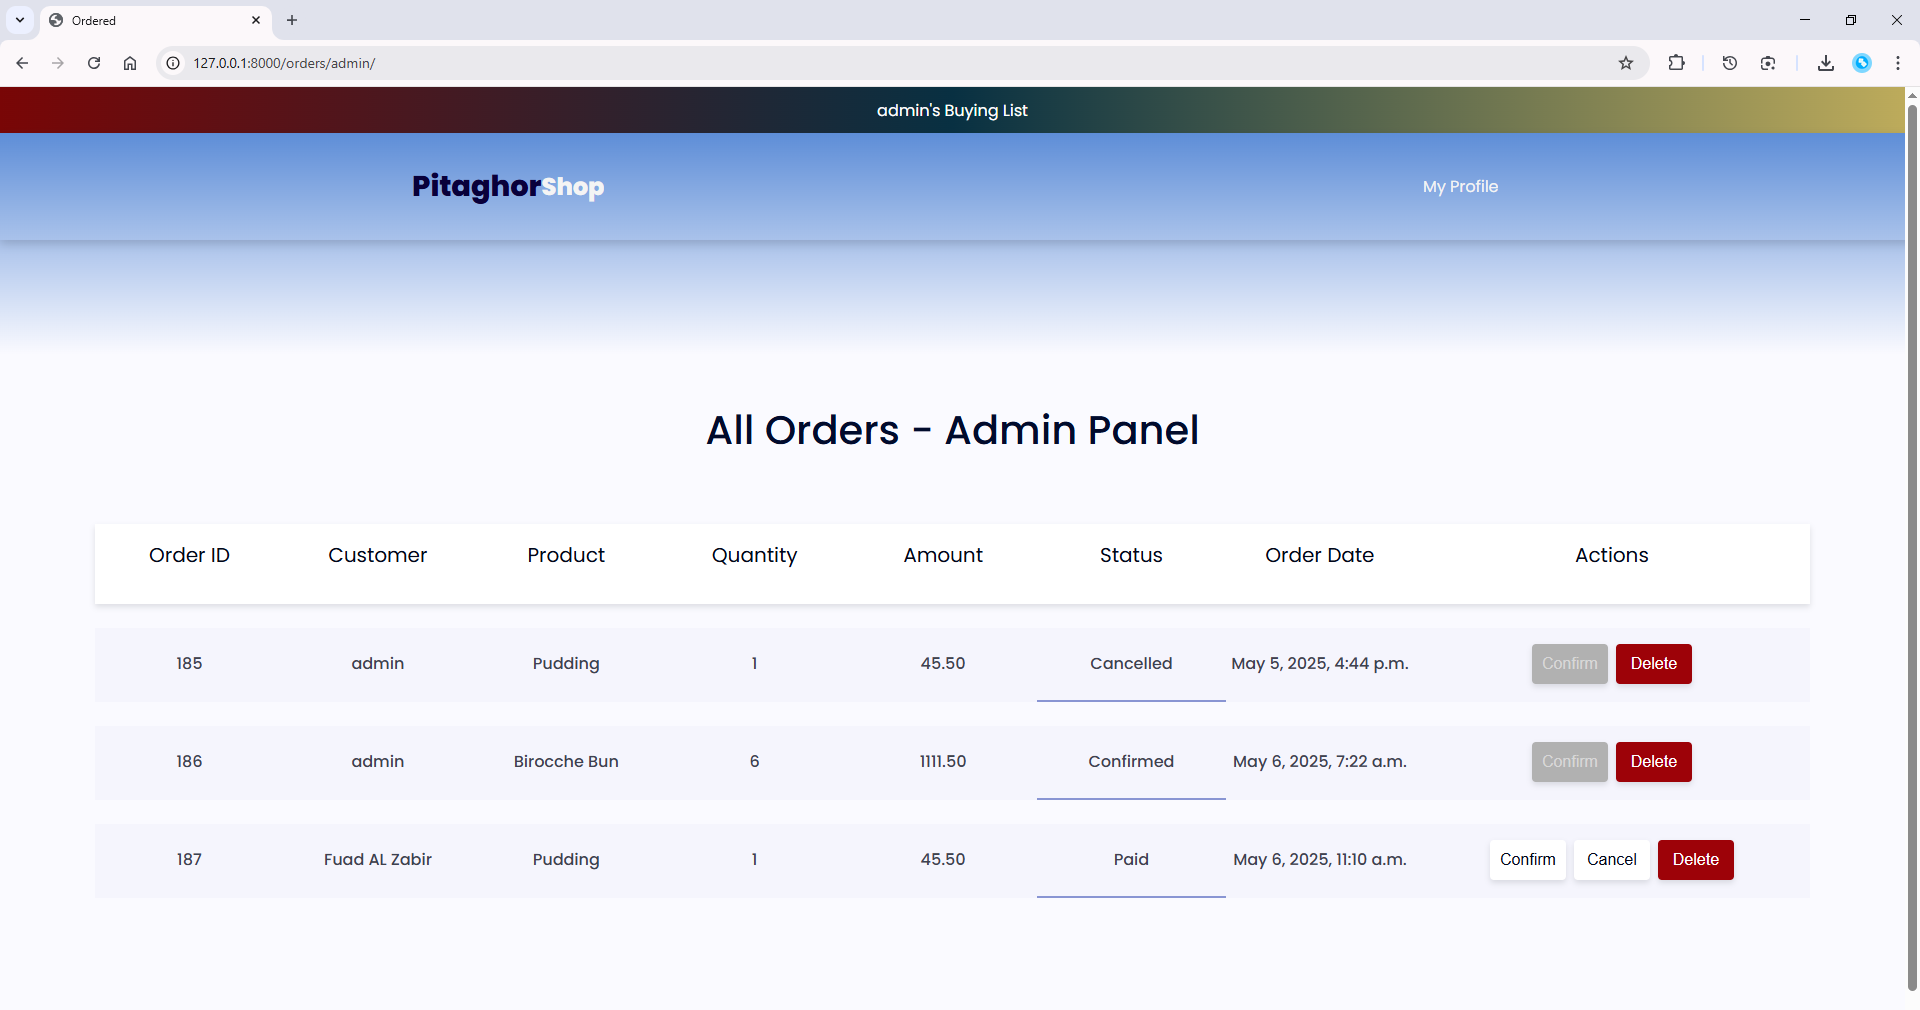 Ordered
127.0.0.1:8000/orders/admin/
admin's Buying List
PitaghorShop
My Profile
All Orders - Admin Panel
Order ID Customer Product Quantity Amount Status Order Date Actions
185 admin Pudding 1 45.50 Cancelled May 5, 2025, 4:44 p.m. Confirm Delete
186 admin Birocche Bun 6 1111.50 Confirmed May 6, 2025, 7:22 a.m. Confirm Delete
187 Fuad AL Zabir Pudding 1 45.50 Paid May 6, 2025, 11:10 a.m. Confirm Cancel Delete